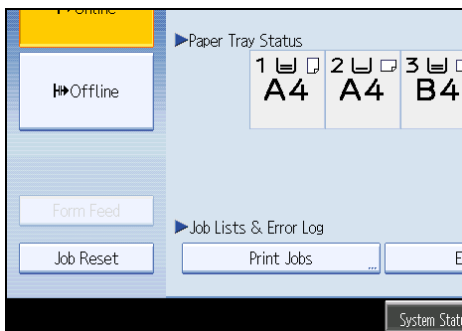 Online
Offline
Form Feed
Job Reset
Paper Tray Status
1 2 3
A4 A4 B4
Job Lists & Error Log
Print Jobs
System